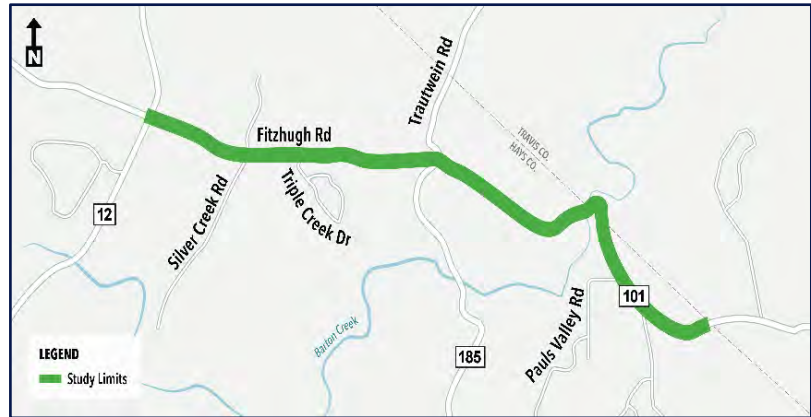 N
Trautwein Rd
Fitzhugh Rd
TRAVIS CO.
HAYS CO.
Silver Creek Rd
Triple Creek Dr
12
Pauls Valley Rd
101
Barton Creek
185
LEGEND
Study Limits